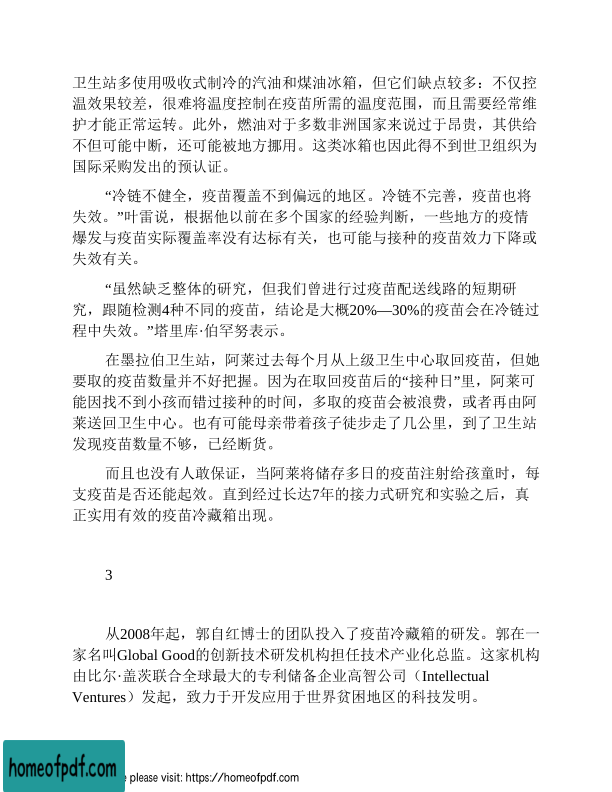 卫生站多使用吸收式制冷的汽油和煤油冰箱，但它们缺点较多：不仅控
温效果较差，很难将温度控制在疫苗所需的温度范围，而且需要经常维
护才能正常运转。此外，燃油对于多数非洲国家来说过于昂贵，其供给
不但可能中断，还可能被地方挪用。这类冰箱也因此得不到世卫组织为
国际采购发出的预认证。
“冷链不健全，疫苗覆盖不到偏远的地区。冷链不完善，疫苗也将
失效。”叶雷说，根据他以前在多个国家的经验判断，一些地方的疫情
爆发与疫苗实际覆盖率没有达标有关，也可能与接种的疫苗效力下降或
失效有关。
“虽然缺乏整体的研究，但我们曾进行过疫苗配送线路的短期研
究，跟随检测4种不同的疫苗，结论是大概20%—30%的疫苗会在冷链过
程中失效。”塔里库·伯罕努表示。
在墨拉伯卫生站，阿莱过去每个月从上级卫生中心取回疫苗，但她
要取的疫苗数量并不好把握。因为在取回疫苗后的“接种日”里，阿莱可
能因找不到小孩而错过接种的时间，多取的疫苗会被浪费，或者再由阿
莱送回卫生中心。也有可能母亲带着孩子徒步走了几公里，到了卫生站
发现疫苗数量不够，已经断货。
而且也没有人敢保证，当阿莱将储存多日的疫苗注射给孩童时，每
支疫苗是否还能起效。直到经过长达7年的接力式研究和实验之后，真
正实用有效的疫苗冷藏箱出现。
3
从2008年起，郭自红博士的团队投入了疫苗冷藏箱的研发。郭在一
家名叫Global Good的创新技术研发机构担任技术产业化总监。这家机构
由比尔·盖茨联合全球最大的专利储备企业高智公司（Intellectual
Ventures）发起，致力于开发应用于世界贫困地区的科技发明。
homeofpdf.com
please visit: https://homeofpdf.com